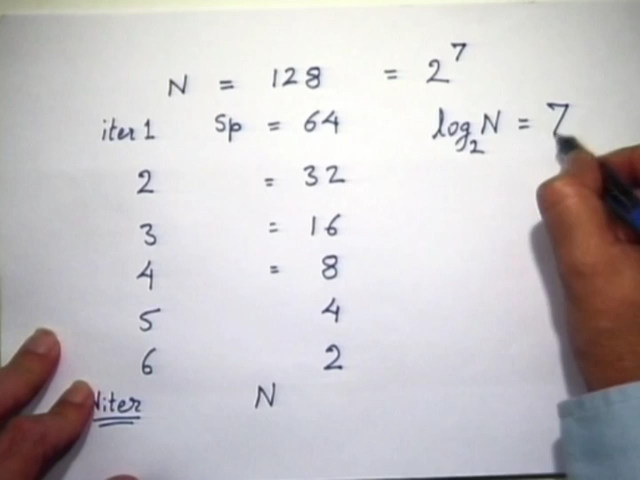 N = 128 = 2^7
iter 1 Sp = 64 log_2 N = 7
2 = 32
3 = 16
4 = 8
5 4
6 2
Niter N